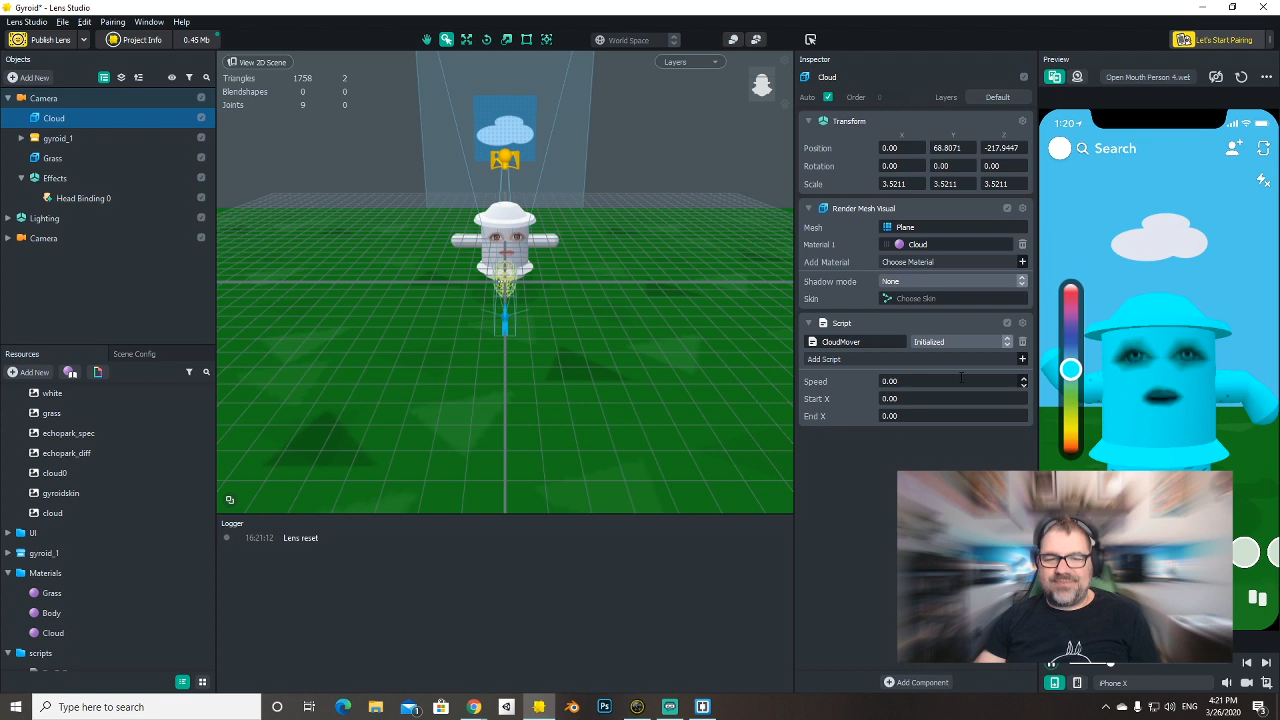 Gyroid* - Lens Studio
Lens Studio File Edit Pairing Window Help
Publish Lens Project Info 0.45 Mb World Space Let's Start Pairing
Objects
Add New
Camera
Cloud
gyroid_1
Grass
Effects
Head Binding 0
Lighting
Camera
Resources Scene Config
Add New
white
grass
echopark_spec
echopark_diff
cloud0
gyroidskin
cloud
UI
gyroid_1
Materials
Grass
Body
Cloud
scripts
View 2D Scene Layers
Triangles 1758 2
Blendshapes 0 0
Joints 9 0
Logger
16:21:12 Lens reset
Inspector
Cloud
Auto Order 0 Layers Default
Transform
X Y Z
Position 0.00 68.8071 -217.9447
Rotation 0.00 0.00 0.00
Scale 3.5211 3.5211 3.5211
Render Mesh Visual
Mesh Plane
Material 1 Cloud
Add Material Choose Material
Shadow mode None
Skin Choose Skin
Script
CloudMover Initialized
Add Script
Speed 0.00
Start X 0.00
End X 0.00
Add Component
Preview
Open Mouth Person 4.wel
1:20
Search
iPhone X
Type here to search
4:21 PM
3/26/2020